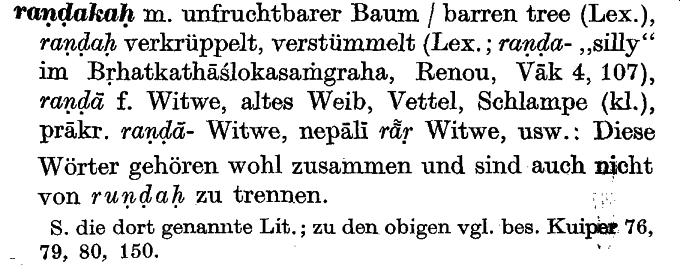 raṇḍakaḥ m. unfruchtbarer Baum / barren tree (Lex.),
raṇḍaḥ verkrüppelt, verstümmelt (Lex.; raṇḍa- „silly“
im Bṛhatkathāślokasaṁgraha, Renou, Vāk 4, 107),
raṇḍā f. Witwe, altes Weib, Vettel, Schlampe (kl.),
prākr. raṇḍā- Witwe, nepālī rā̃ṛ Witwe, usw.: Diese
Wörter gehören wohl zusammen und sind auch nicht
von ruṇḍaḥ zu trennen.
S. die dort genannte Lit.; zu den obigen vgl. bes. Kuiper 76,
79, 80, 150.